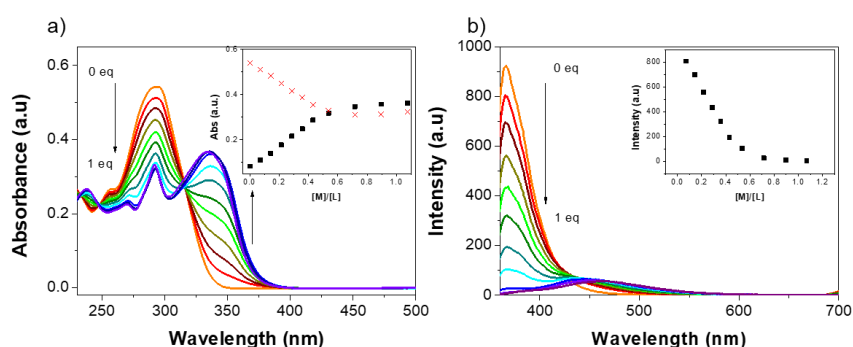 a)
Absorbance (a.u)
0.6
0.4
0.2
0.0
250 300 350 400 450 500
Wavelength (nm)
0 eq
1 eq
Abs (a.u.)
0.6
0.4
0.2
0.0 0.2 0.4 0.6 0.8 1.0
[M]/[L]
b)
Intensity (a.u)
1000
800
600
400
200
0
400 500 600 700
Wavelength (nm)
0 eq
1 eq
Intensity (a.u)
800
600
400
200
0
0.0 0.2 0.4 0.6 0.8 1.0 1.2
[M]/[L]